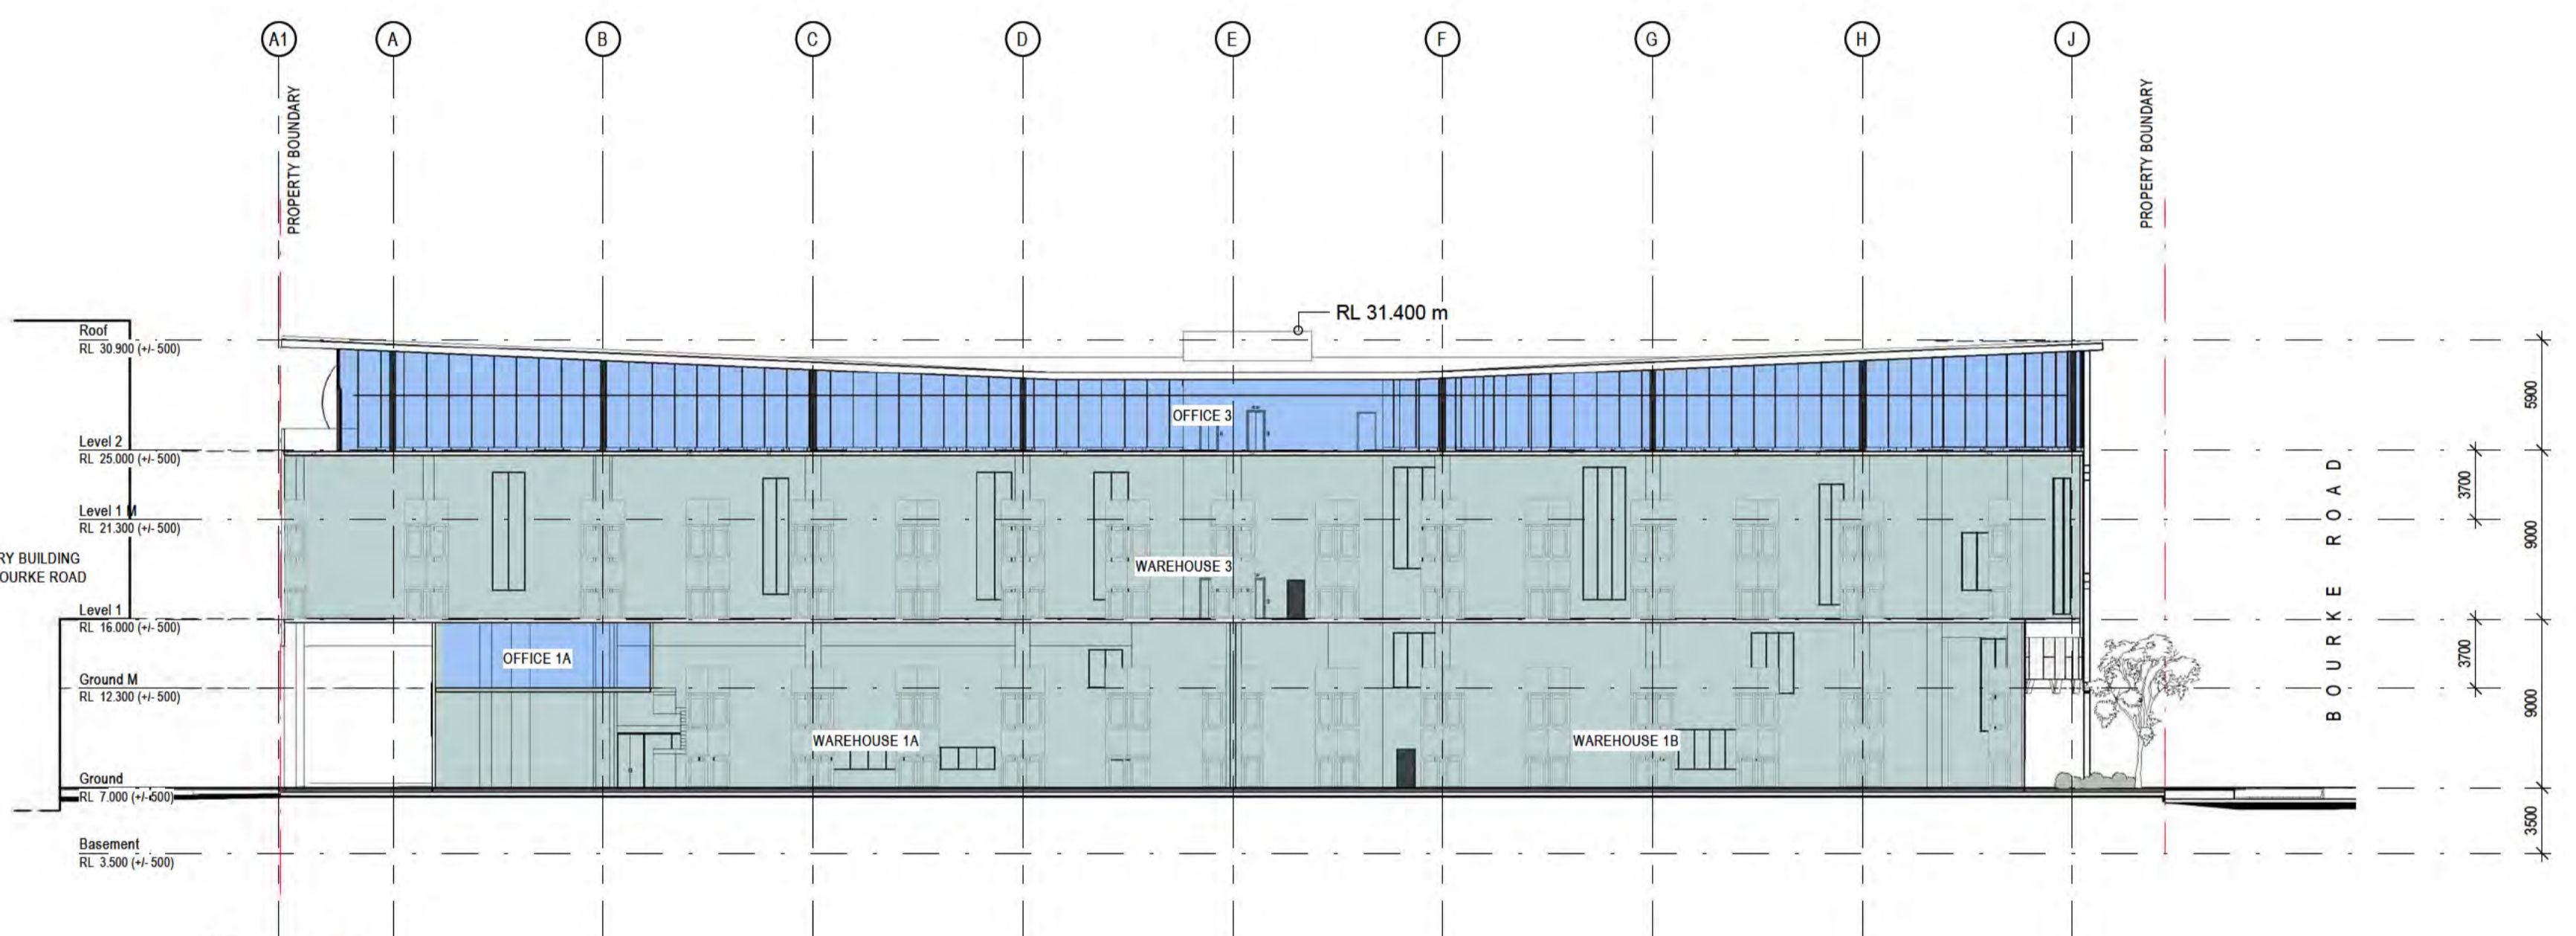 A1
A
B
C
D
E
F
G
H
J
PROPERTY BOUNDARY
PROPERTY BOUNDARY
RL 31.400 m
Roof
RL 30.900 (+/- 500)
5900
OFFICE 3
Level 2
RL 25.000 (+/- 500)
3700
Level 1 M
RL 21.300 (+/- 500)
9000
RY BUILDING
OURKE ROAD
WAREHOUSE 3
BOURKE ROAD
Level 1
RL 16.000 (+/- 500)
OFFICE 1A
3700
Ground M
RL 12.300 (+/- 500)
9000
WAREHOUSE 1A
WAREHOUSE 1B
Ground
RL 7.000 (+/- 500)
3500
Basement
RL 3.500 (+/- 500)